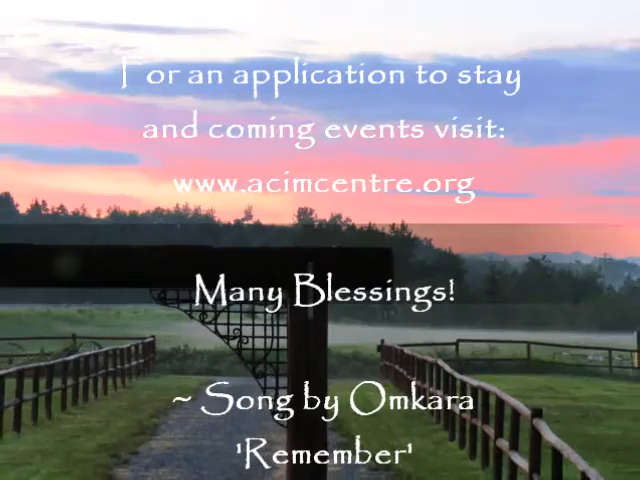 For an application to stay
and coming events visit:
www.acimcentre.org
Many Blessings!
~ Song by Omkara
'Remember'